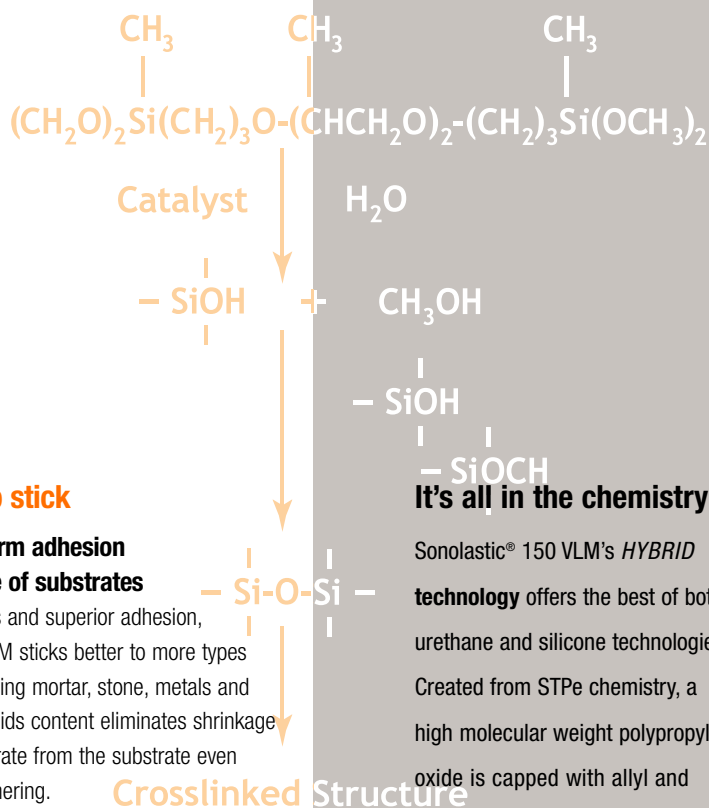 CH₃ CH₃ CH₃
(CH₂O)₂Si(CH₂)₃O-(CHCH₂O)₂-(CH₂)₃Si(OCH₃)₂
Catalyst H₂O
– SiOH + CH₃OH
– SiOH
– SiOCH
– Si-O-Si –
Crosslinked Structure
stick
rm adhesion
e of substrates
s and superior adhesion,
M sticks better to more types
ing mortar, stone, metals and
ids content eliminates shrinkage
rate from the substrate even
ering.
It's all in the chemistry
Sonolastic® 150 VLM's HYBRID
technology offers the best of bot
urethane and silicone technologie
Created from STPe chemistry, a
high molecular weight polypropyl
oxide is capped with allyl and